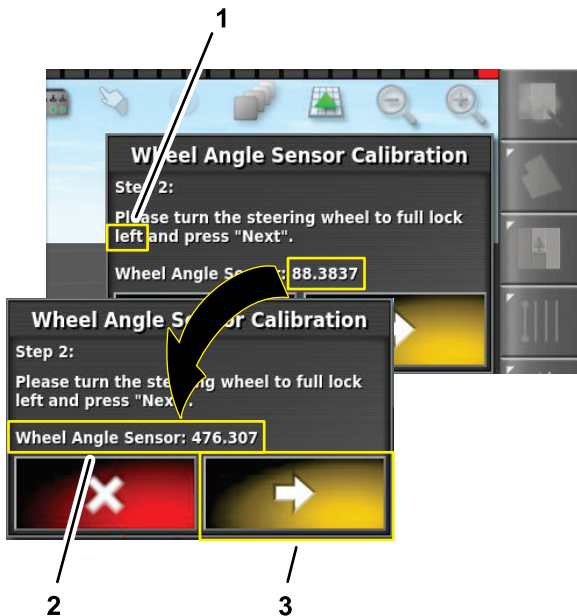 1
Wheel Angle Sensor Calibration
Step 2:
Please turn the steering wheel to full lock
left and press "Next".
Wheel Angle Sensor: 88.3837
Wheel Angle Sensor Calibration
Step 2:
Please turn the steering wheel to full lock
left and press "Next".
Wheel Angle Sensor: 476.307
2
3